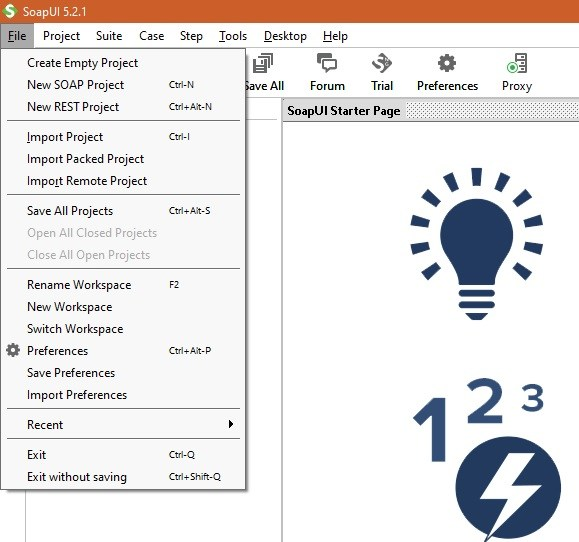 SoapUI 5.2.1
File Project Suite Case Step Tools Desktop Help
Save All Forum Trial Preferences Proxy
SoapUI Starter Page
Create Empty Project
New SOAP Project Ctrl-N
New REST Project Ctrl+Alt-N
Import Project Ctrl-I
Import Packed Project
Import Remote Project
Save All Projects Ctrl+Alt-S
Open All Closed Projects
Close All Open Projects
Rename Workspace F2
New Workspace
Switch Workspace
Preferences Ctrl+Alt-P
Save Preferences
Import Preferences
Recent
Exit Ctrl-Q
Exit without saving Ctrl+Shift-Q
1 2 3